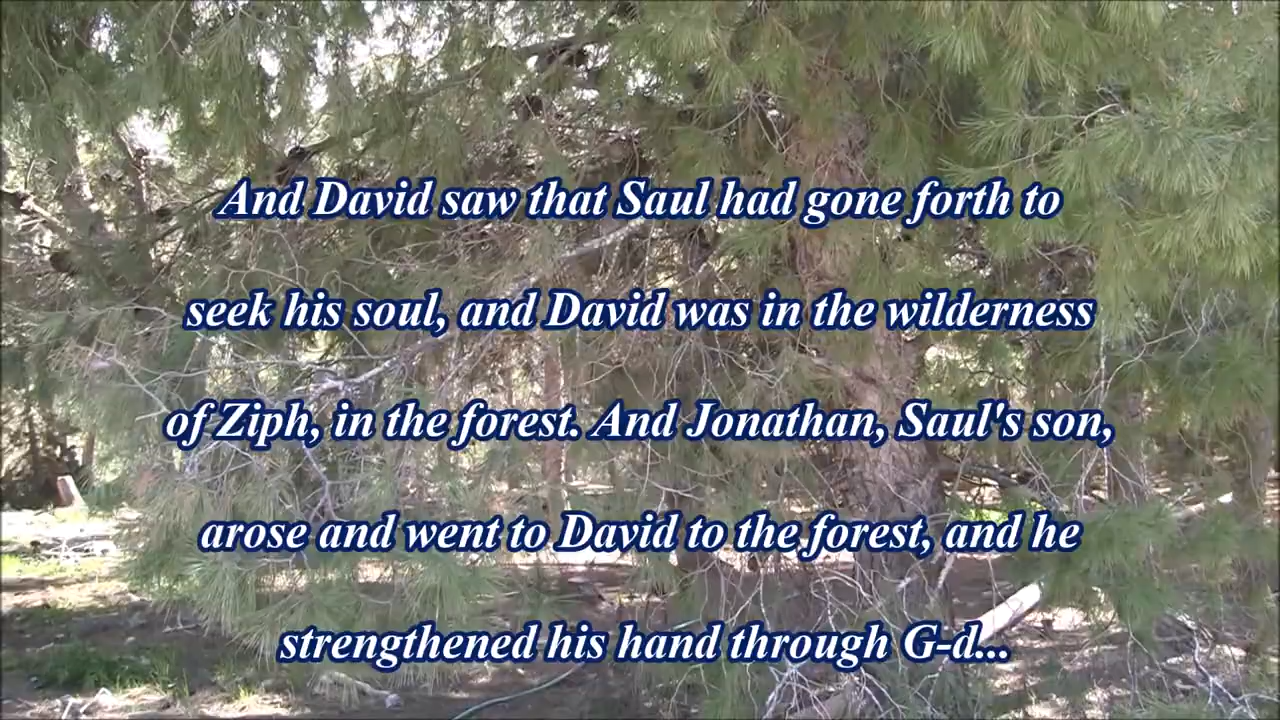 And David saw that Saul had gone forth to
seek his soul, and David was in the wilderness
of Ziph, in the forest. And Jonathan, Saul's son,
arose and went to David to the forest, and he
strengthened his hand through G-d...